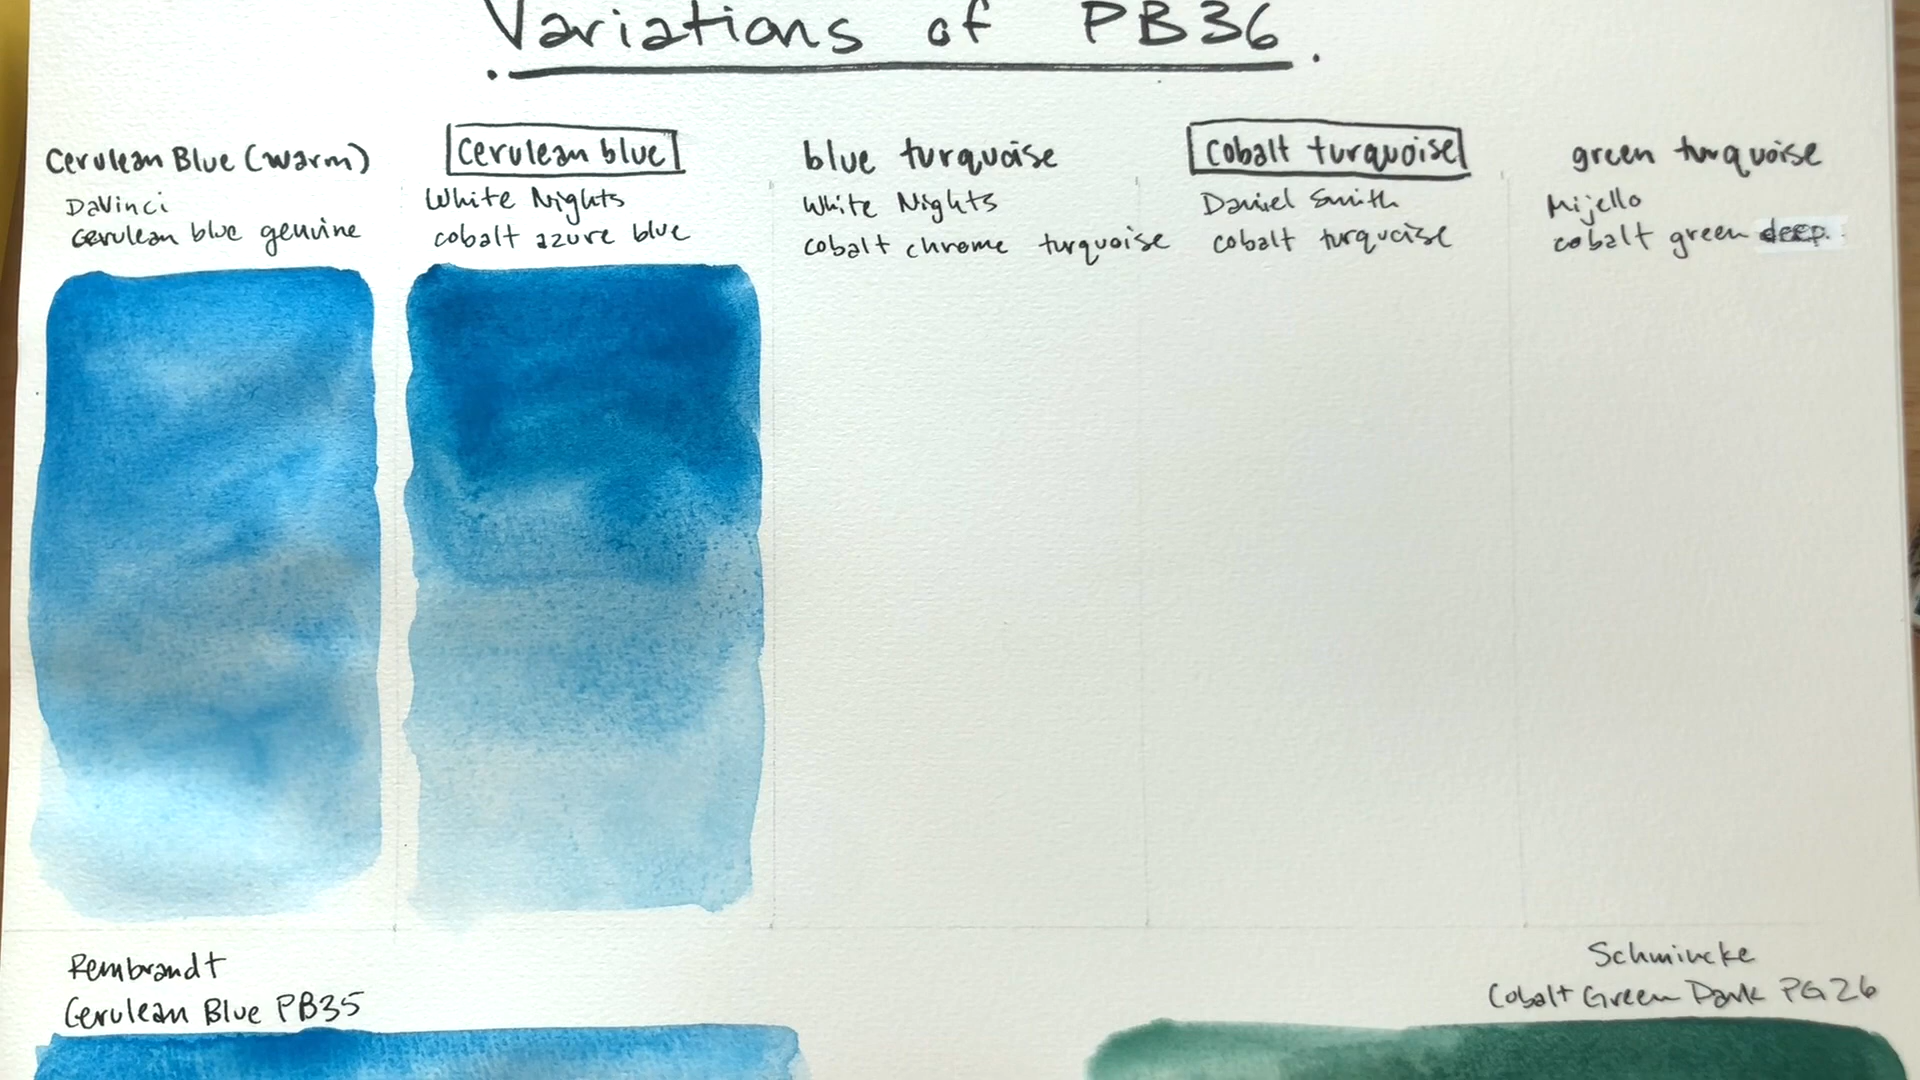 Variations of PB36.
Cerulean Blue (warm)
DaVinci
Cerulean blue genuine
Cerulean blue
White Nights
cobalt azure blue
blue turquoise
White Nights
cobalt chrome turquoise
Cobalt turquoise
Daniel Smith
cobalt turquoise
green turquoise
Mijello
cobalt green deep.
Rembrandt
Cerulean Blue PB35
Schmincke
Cobalt Green Dark PG26